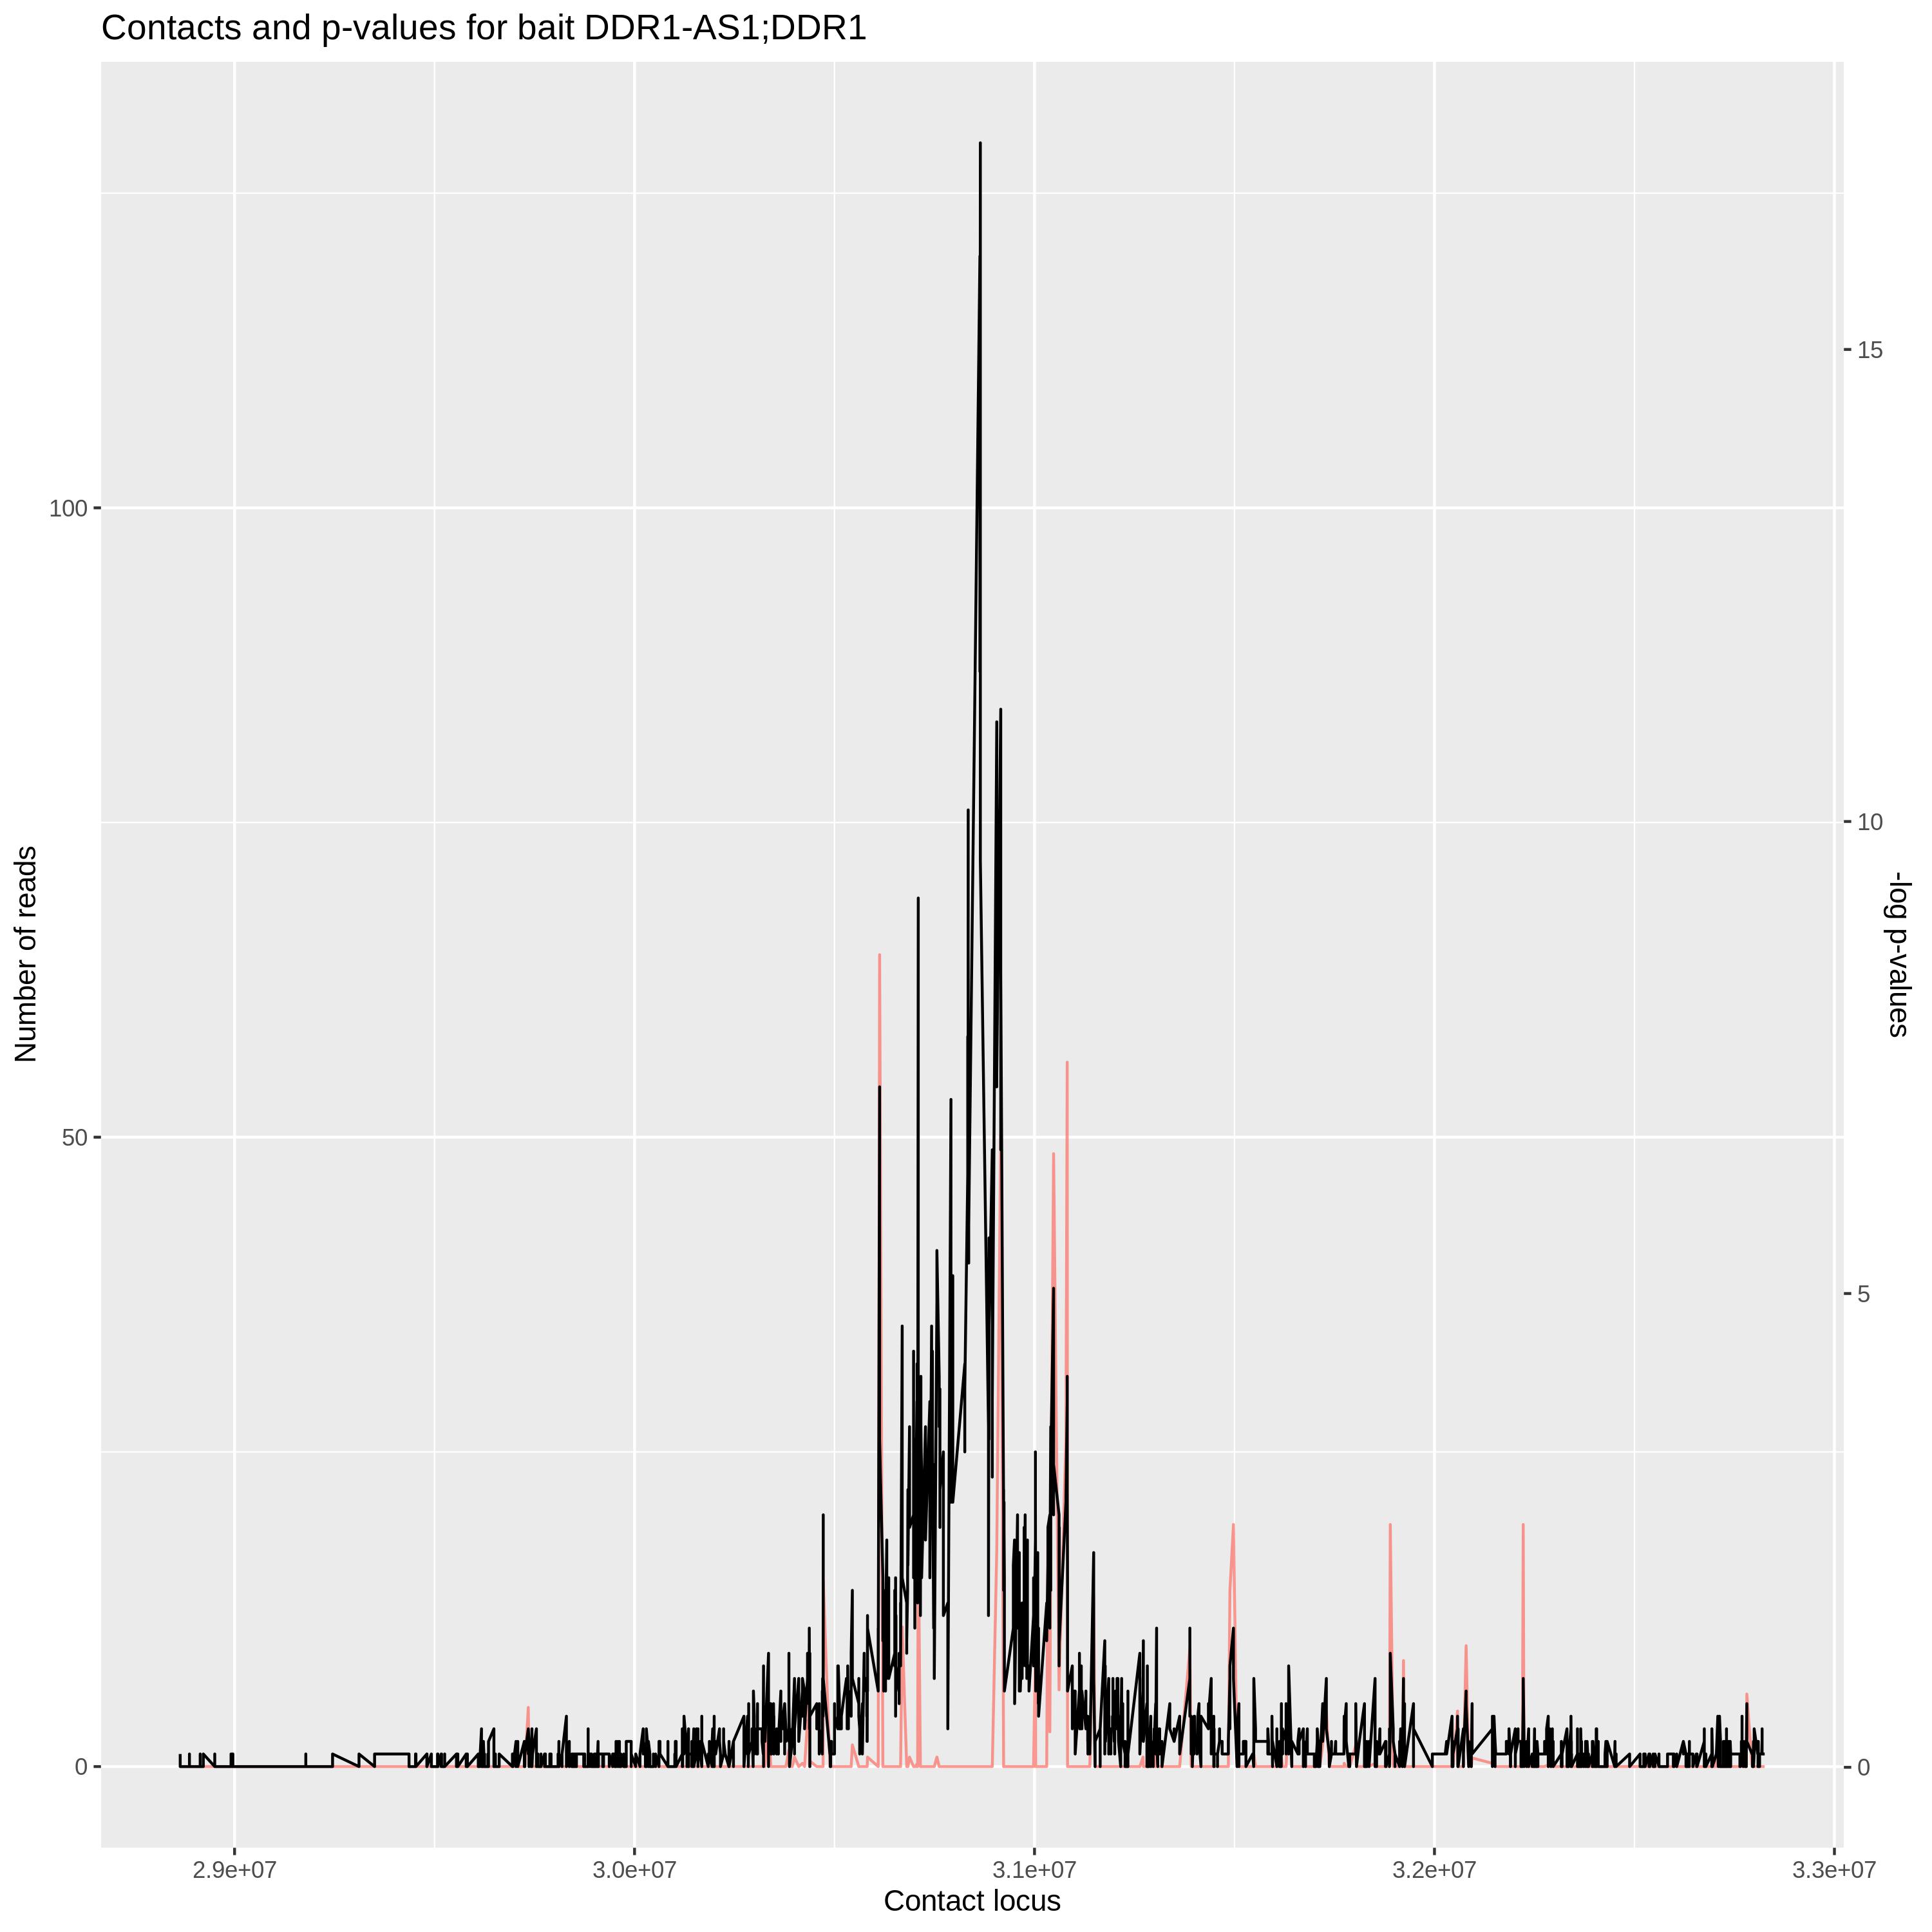 Contacts and p-values for bait DDR1-AS1;DDR1
100
50
0
Number of reads
15
10
5
0
-log p-values
2.9e+07
3.0e+07
3.1e+07
3.2e+07
3.3e+07
Contact locus